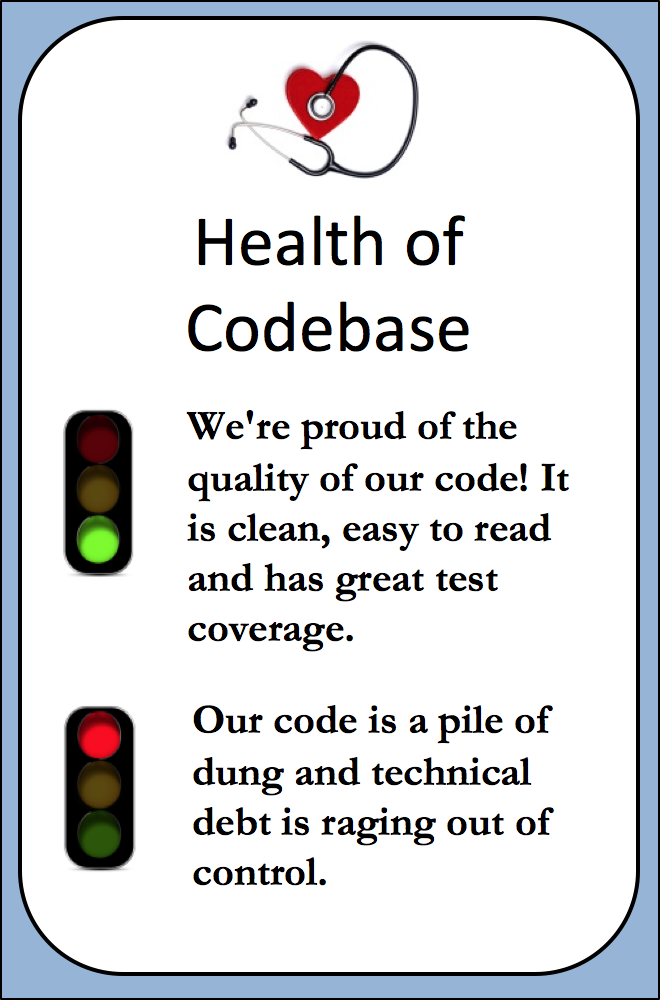 Health of
Codebase
We're proud of the
quality of our code! It
is clean, easy to read
and has great test
coverage.
Our code is a pile of
dung and technical
debt is raging out of
control.